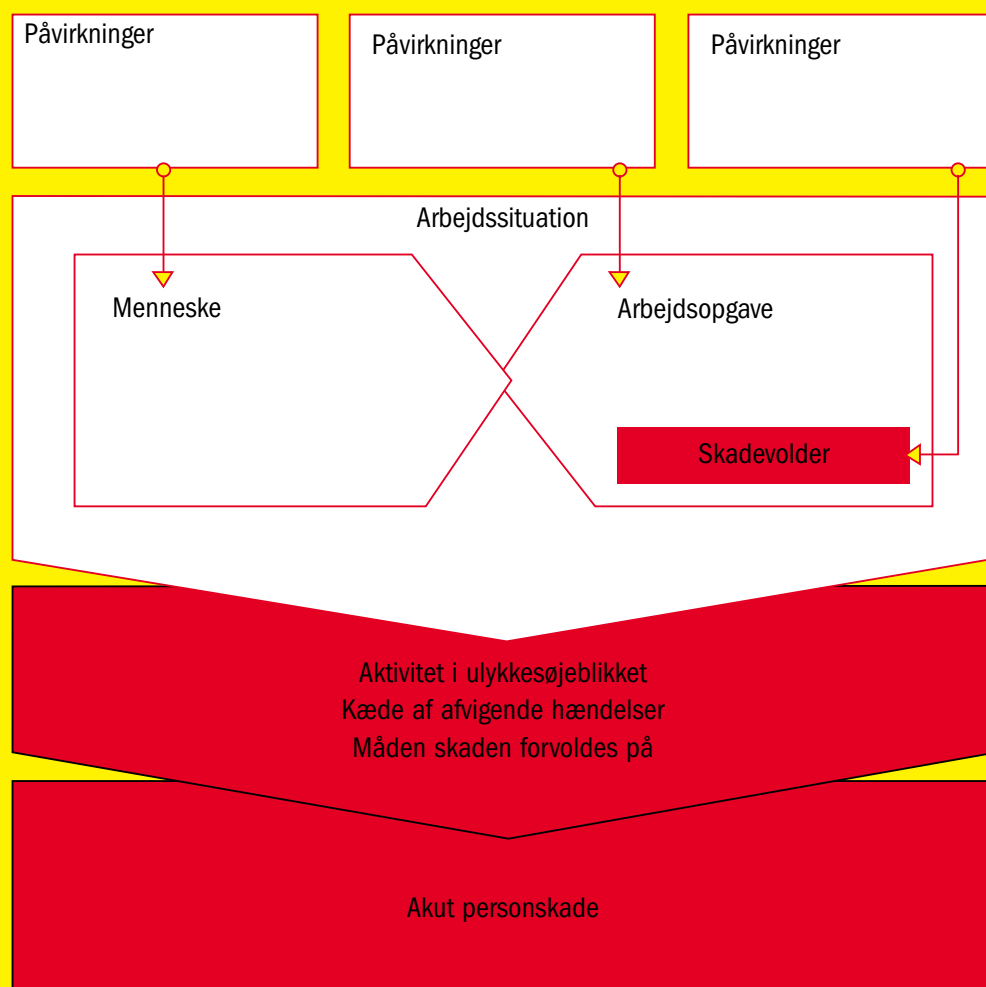 Påvirkninger
Påvirkninger
Påvirkninger
Arbejdssituation
Menneske
Arbejdsopgave
Skadevolder
Aktivitet i ulykkesøjeblikket
Kæde af afvigende hændelser
Måden skaden forvoldes på
Akut personskade